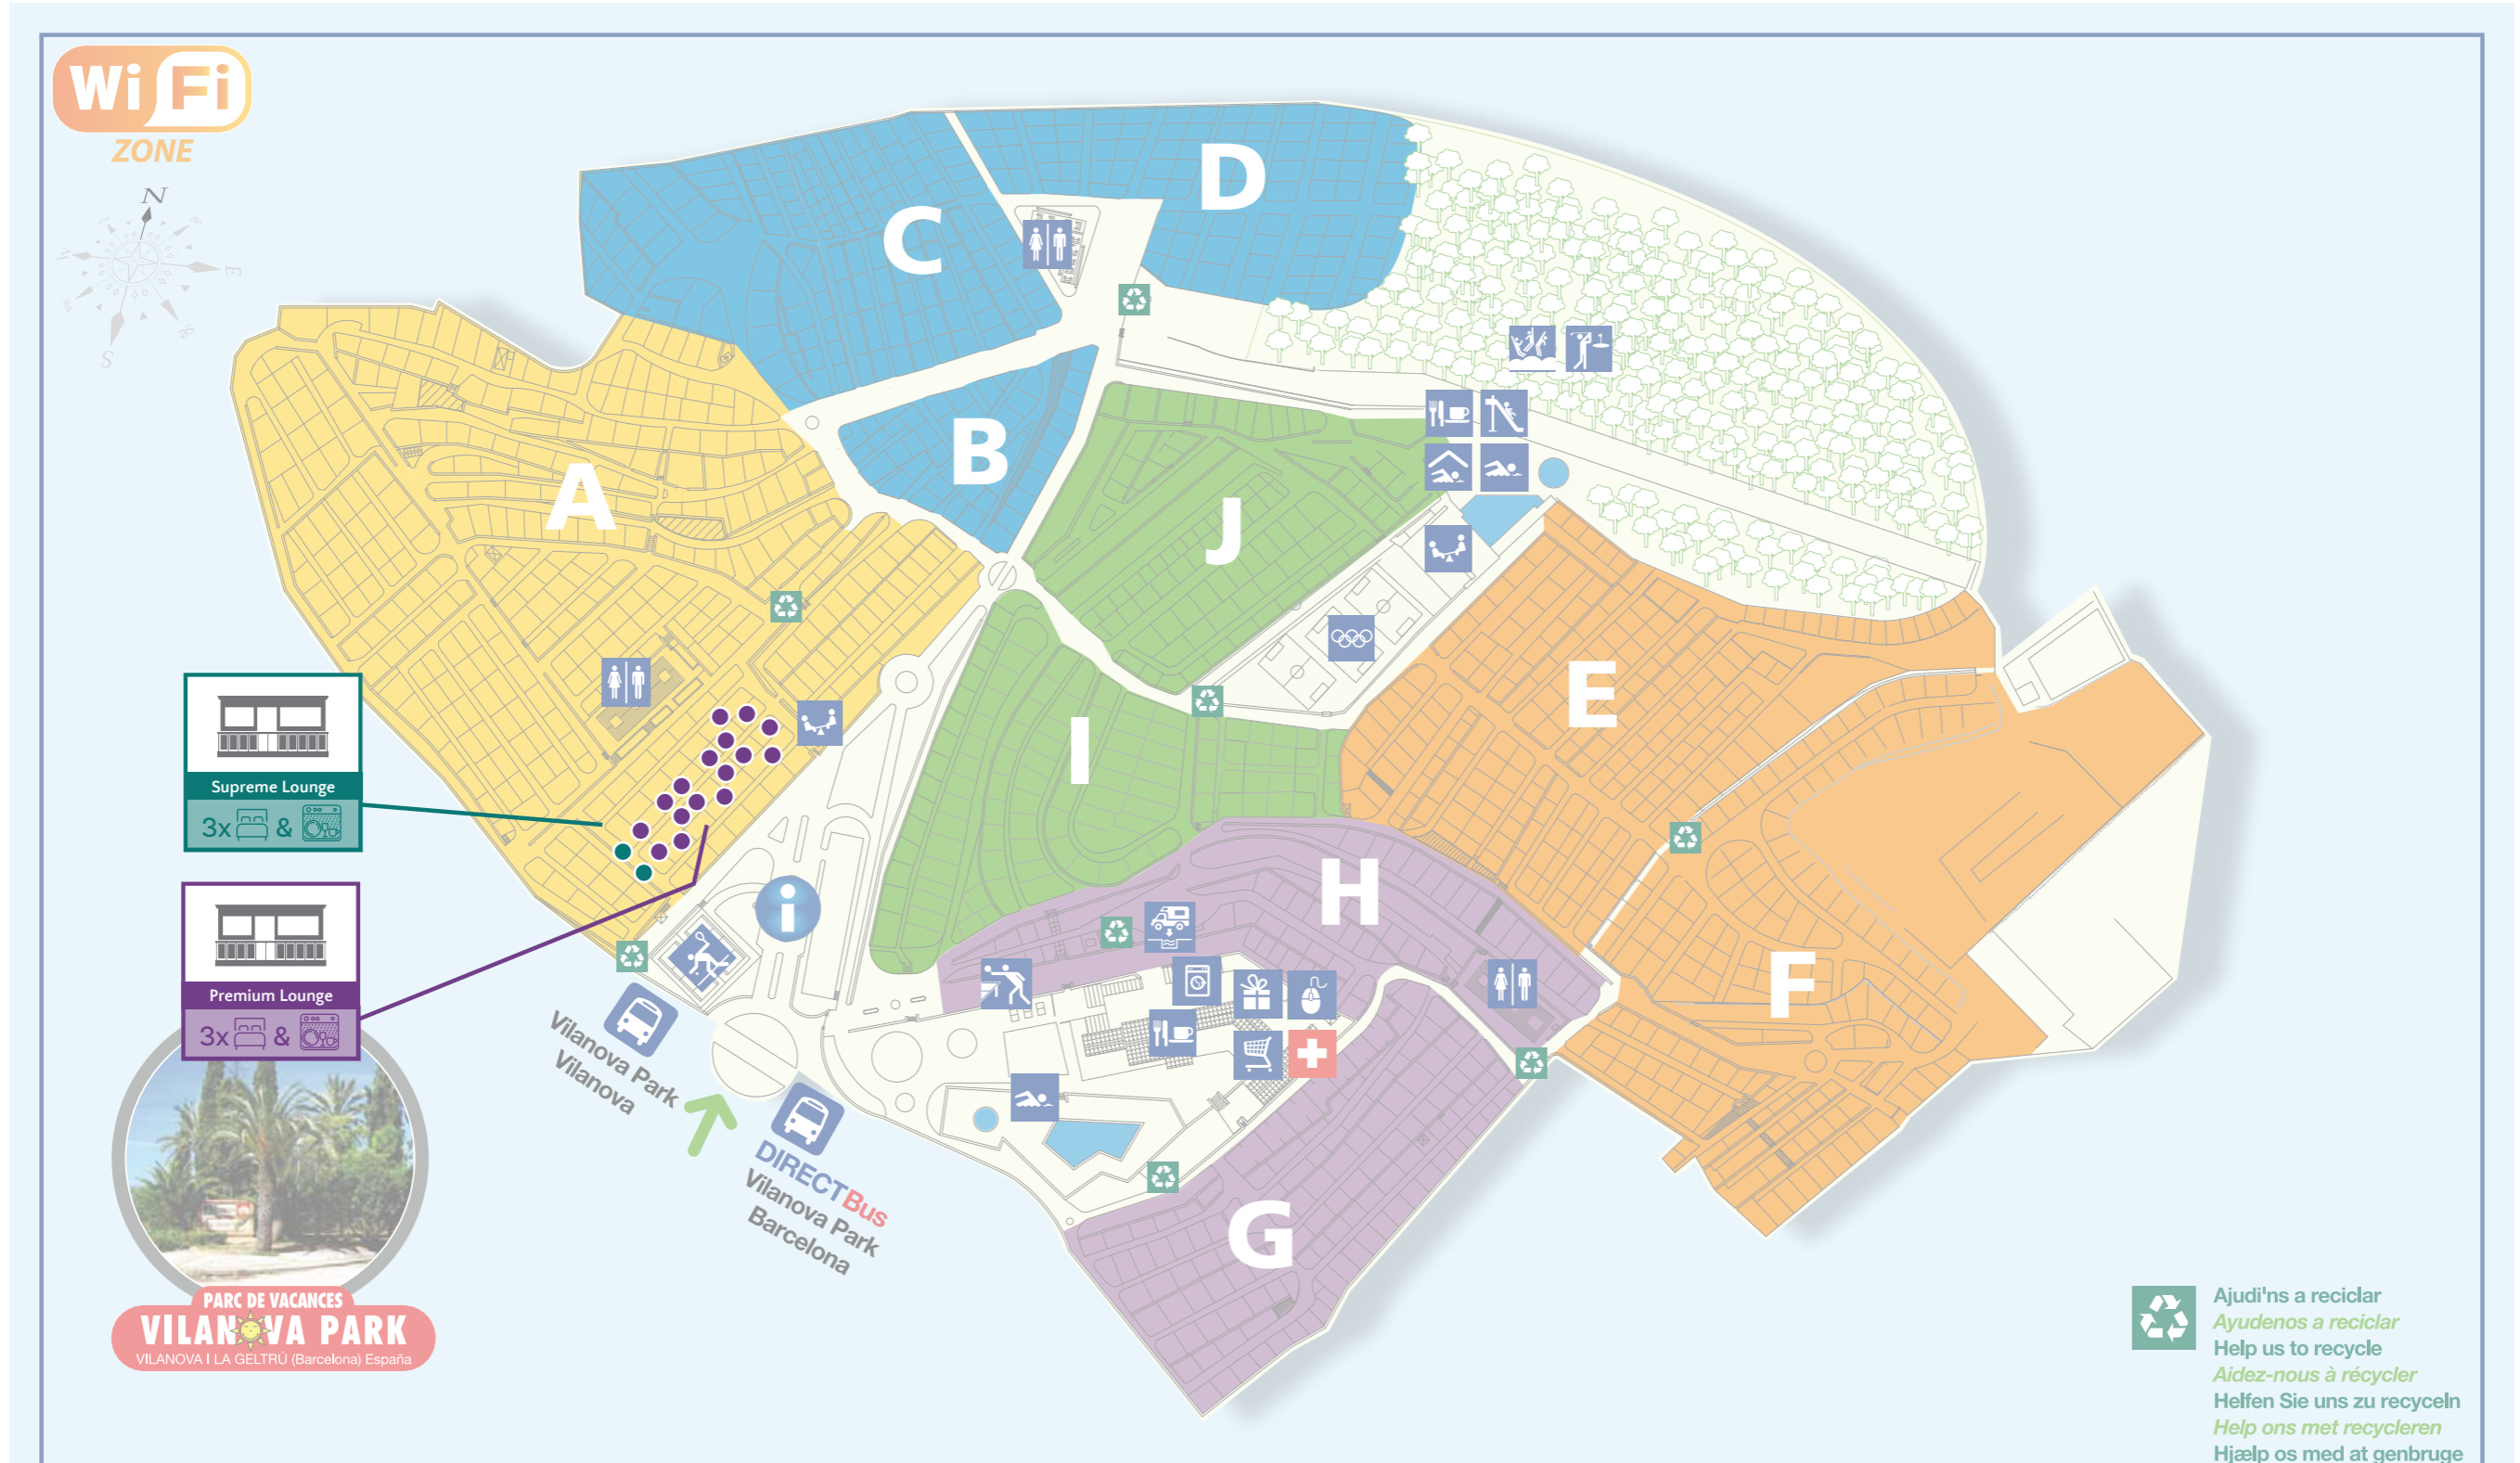 WiFi
ZONE
N
E
S
SE
C
D
A
B
J
E
I
H
F
G
Supreme Lounge
3x &
Premium Lounge
3x &
Vilanova Park
Vilanova
DIRECTBus
Vilanova Park
Barcelona
PARC DE VACANCES
VILANOVA PARK
VILANOVA I LA GELTRÚ (Barcelona) España
Ajudi'ns a reciclar
Ayudenos a reciclar
Help us to recycle
Aidez-nous à récycler
Helfen Sie uns zu recyceln
Help ons met recycleren
Hjælp os med at genbruge